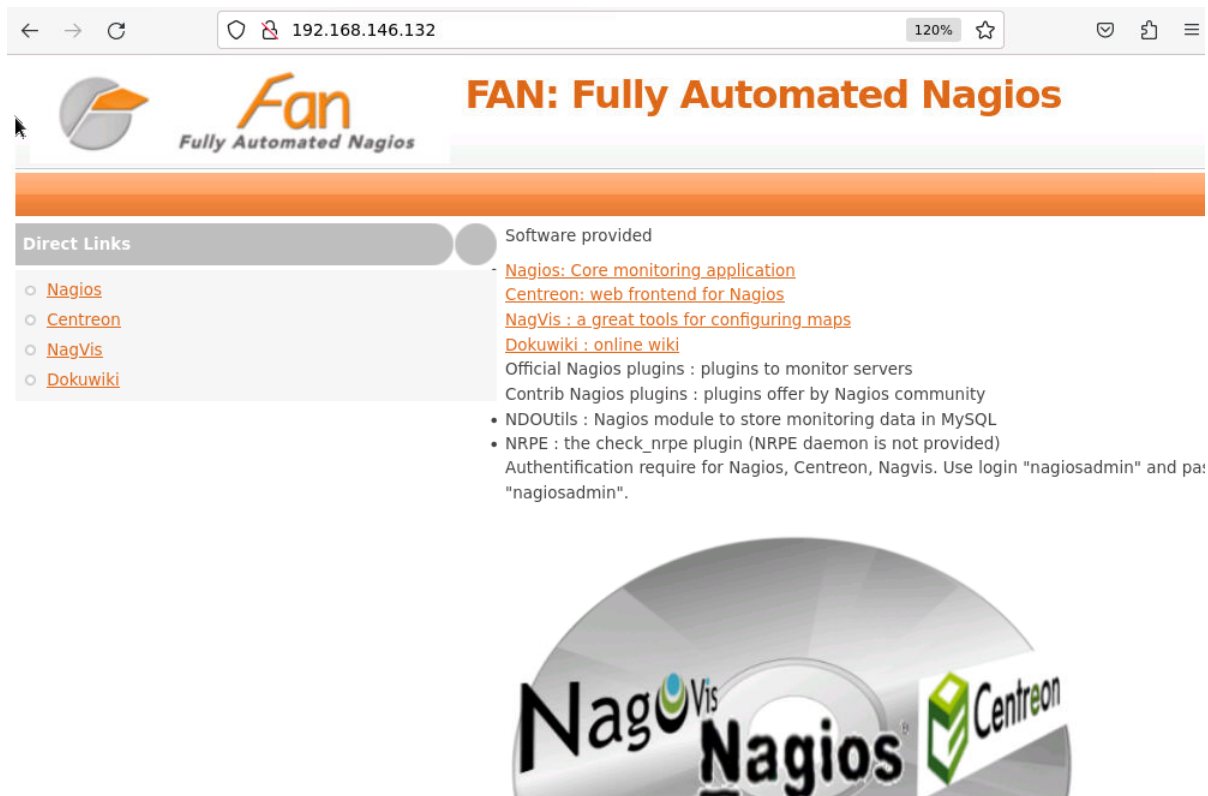 192.168.146.132
120%
Fan
Fully Automated Nagios
FAN: Fully Automated Nagios
Direct Links
Nagios
Centreon
NagVis
Dokuwiki
Software provided
Nagios: Core monitoring application
Centreon: web frontend for Nagios
NagVis : a great tools for configuring maps
Dokuwiki : online wiki
Official Nagios plugins : plugins to monitor servers
Contrib Nagios plugins : plugins offer by Nagios community
• NDOUtils : Nagios module to store monitoring data in MySQL
• NRPE : the check_nrpe plugin (NRPE daemon is not provided)
Authentification require for Nagios, Centreon, Nagvis. Use login "nagiosadmin" and pas
"nagiosadmin".
NagVis
Nagios®
Centreon